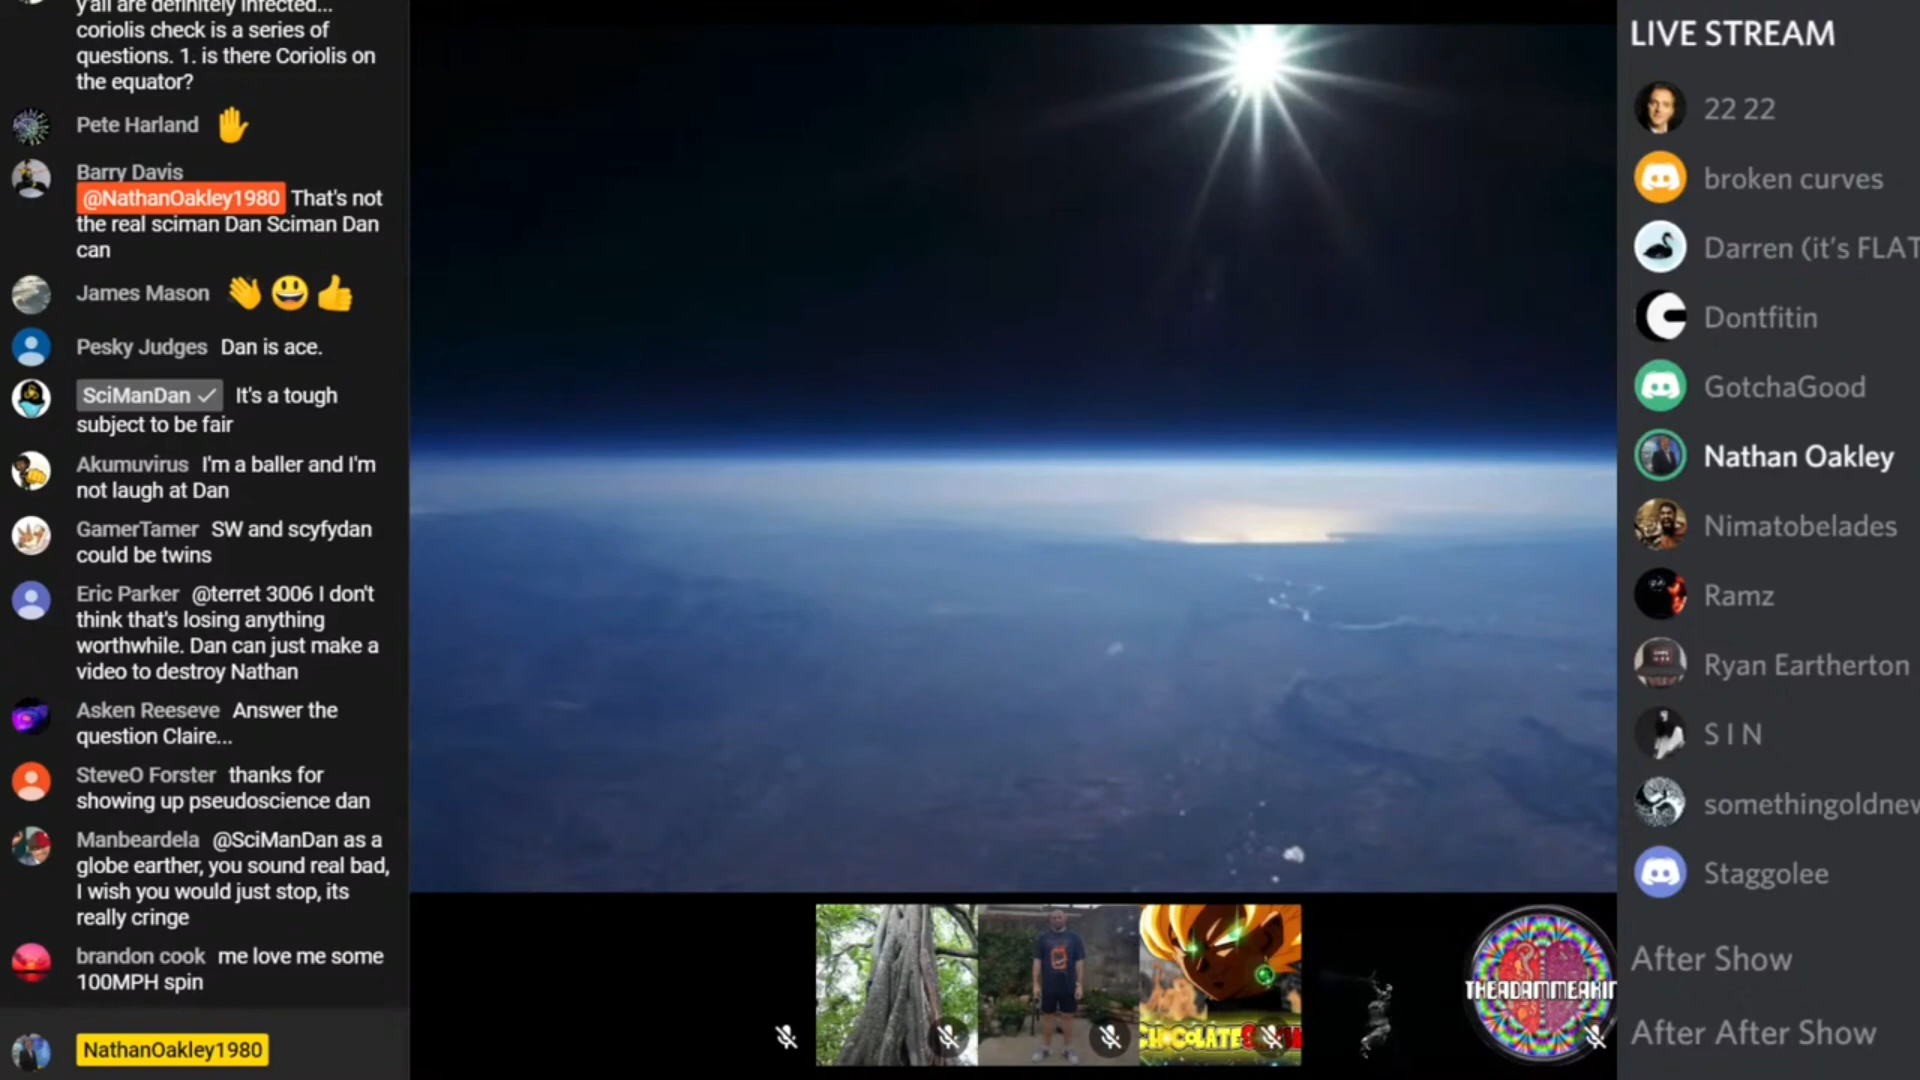 y'all are definitely infected...
coriolis check is a series of
questions. 1. is there Coriolis on
the equator?
Pete Harland
Barry Davis
@NathanOakley1980 That's not
the real sciman Dan Sciman Dan
can
James Mason
Pesky Judges Dan is ace.
SciManDan It's a tough
subject to be fair
Akumuvirus I'm a baller and I'm
not laugh at Dan
GamerTamer SW and scyfydan
could be twins
Eric Parker @terret 3006 I don't
think that's losing anything
worthwhile. Dan can just make a
video to destroy Nathan
Asken Reeseve Answer the
question Claire...
SteveO Forster thanks for
showing up pseudoscience dan
Manbeardela @SciManDan as a
globe earther, you sound real bad,
I wish you would just stop, its
really cringe
brandon cook me love me some
100MPH spin
NathanOakley1980
THEADAMMEAKIN
LIVE STREAM
22 22
broken curves
Darren (it's FLAT
Dontfitin
GotchaGood
Nathan Oakley
Nimatobelades
Ramz
Ryan Eartherton
S I N
somethingoldnew
Staggolee
After Show
After After Show